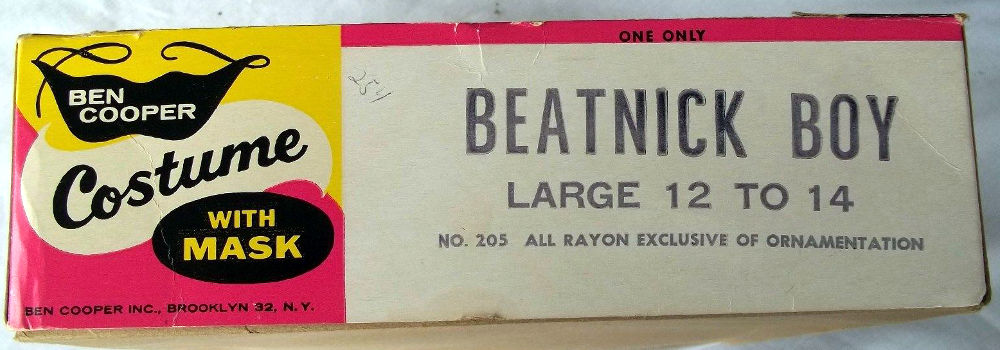 BEN
COOPER
Costume
WITH
MASK
BEN COOPER INC., BROOKLYN 32, N.Y.
ONE ONLY
BEATNICK BOY
LARGE 12 TO 14
NO. 205 ALL RAYON EXCLUSIVE OF ORNAMENTATION